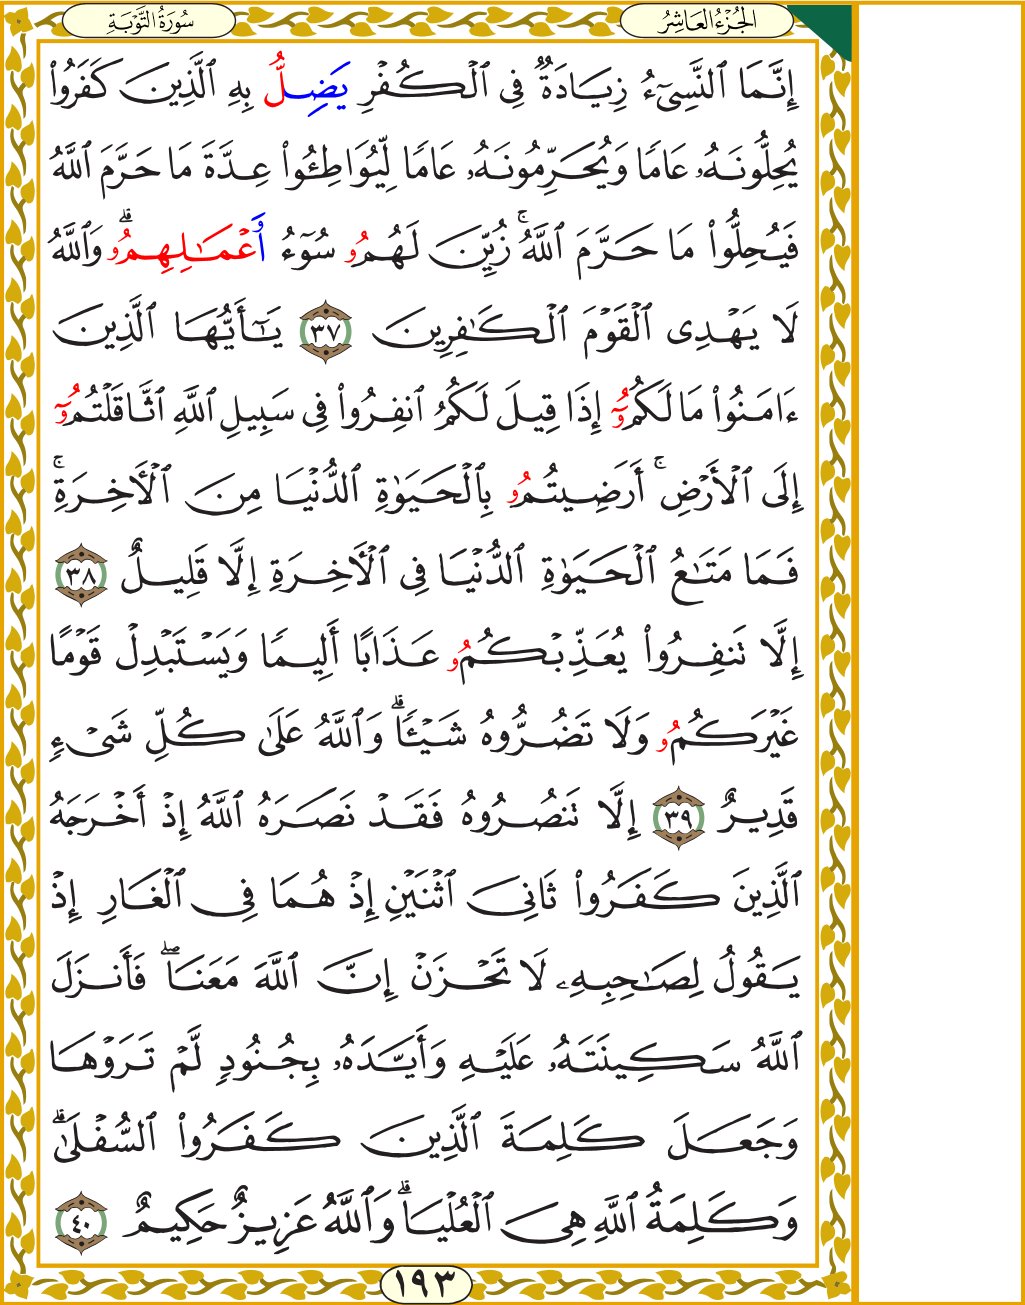 الجُزْءُ العَاشِرُ
سُورَةُ التَّوْبَةِ
إِنَّمَا ٱلنَّسِىٓءُ زِيَادَةٌ فِى ٱلْكُفْرِ يَضِلُّ بِهِ ٱلَّذِينَ كَفَرُوا۟
يُحِلُّونَهُۥ عَامًا وَيُحَرِّمُونَهُۥ عَامًا لِّيُوَاطِـُٔوا۟ عِدَّةَ مَا حَرَّمَ ٱللَّهُ
فَيُحِلُّوا۟ مَا حَرَّمَ ٱللَّهُ ۚ زُيِّنَ لَهُمُۥ سُوٓءُ أَعْمَـٰلِهِمُۥ ۗ وَٱللَّهُ
لَا يَهْدِى ٱلْقَوْمَ ٱلْكَـٰفِرِينَ ٣٧ يَـٰٓأَيُّهَا ٱلَّذِينَ
ءَامَنُوا۟ مَا لَكُمُۥٓ إِذَا قِيلَ لَكُمُ ٱنفِرُوا۟ فِى سَبِيلِ ٱللَّهِ ٱثَّاقَلْتُمُۥٓ
إِلَى ٱلْأَرْضِ ۚ أَرَضِيتُمُۥ بِٱلْحَيَوٰةِ ٱلدُّنْيَا مِنَ ٱلْأَخِرَةِ ۚ
فَمَا مَتَـٰعُ ٱلْحَيَوٰةِ ٱلدُّنْيَا فِى ٱلْأَخِرَةِ إِلَّا قَلِيلٌ ٣٨
إِلَّا تَنفِرُوا۟ يُعَذِّبْكُمُۥ عَذَابًا أَلِيمًا وَيَسْتَبْدِلْ قَوْمًا
غَيْرَكُمُۥ وَلَا تَضُرُّوهُ شَيْـًٔا ۗ وَٱللَّهُ عَلَىٰ كُلِّ شَىْءٍ
قَدِيرٌ ٣٩ إِلَّا تَنصُرُوهُ فَقَدْ نَصَرَهُ ٱللَّهُ إِذْ أَخْرَجَهُ
ٱلَّذِينَ كَفَرُوا۟ ثَانِىَ ٱثْنَيْنِ إِذْ هُمَا فِى ٱلْغَارِ إِذْ
يَقُولُ لِصَـٰحِبِهِۦ لَا تَحْزَنْ إِنَّ ٱللَّهَ مَعَنَا ۖ فَأَنزَلَ
ٱللَّهُ سَكِينَتَهُۥ عَلَيْهِ وَأَيَّدَهُۥ بِجُنُودٍ لَّمْ تَرَوْهَا
وَجَعَلَ كَلِمَةَ ٱلَّذِينَ كَفَرُوا۟ ٱلسُّفْلَىٰ ۗ
وَكَلِمَةُ ٱللَّهِ هِىَ ٱلْعُلْيَا ۗ وَٱللَّهُ عَزِيزٌ حَكِيمٌ ٤٠
١٩٣